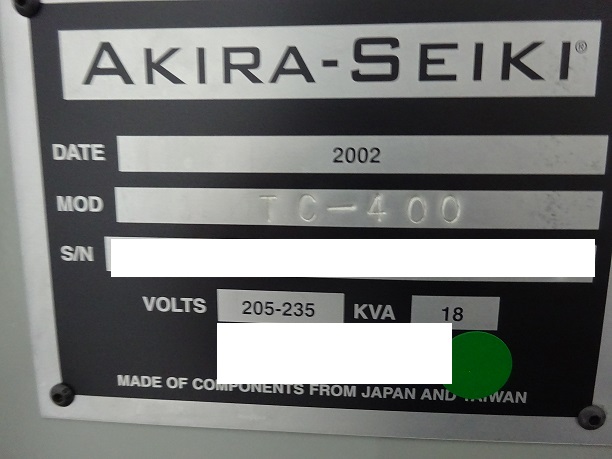 AKIRA-SEIKI®
DATE 2002
MOD TC-400
S/N
VOLTS 205-235 KVA 18
MADE OF COMPONENTS FROM JAPAN AND TAIWAN